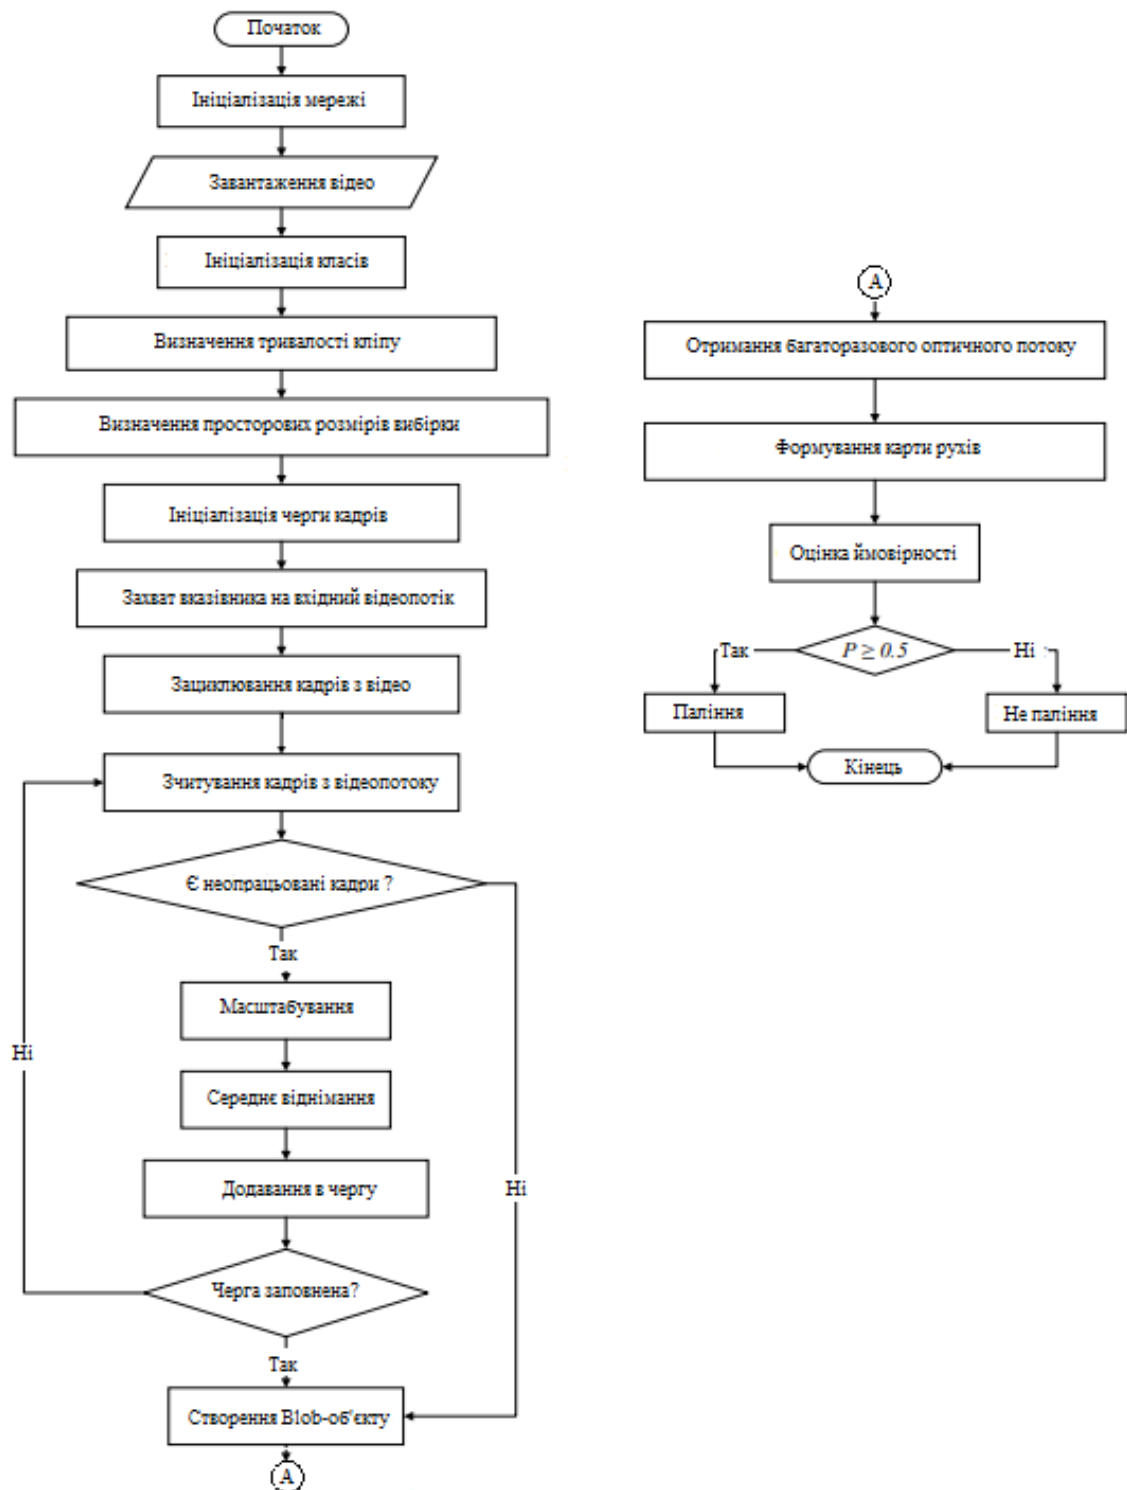 Початок
Ініціалізація мережі
Завантаження відео
Ініціалізація класів
Визначення тривалості кліпу
Визначення просторових розмірів вибірки
Ініціалізація черги кадрів
Захват вказівника на вхідний відеопотік
Зациклювання кадрів з відео
Зчитування кадрів з відеопотоку
Є неопрацьовані кадри ?
Так
Масштабування
Середнє віднімання
Додавання в чергу
Черга заповнена?
Ні
Ні
Так
Створення Blob-об'єкту
А
А
Отримання багаторазового оптичного потоку
Формування карти рухів
Оцінка ймовірності
P ≥ 0.5
Так
Ні
Паління
Не паління
Кінець